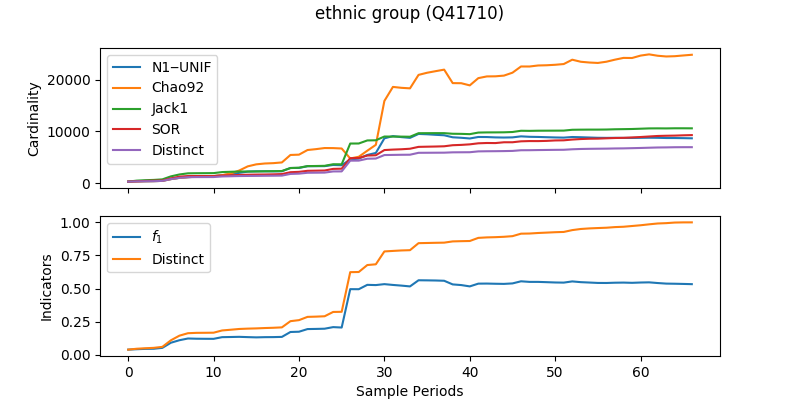 ethnic group (Q41710)
Cardinality
20000
10000
0
N1−UNIF
Chao92
Jack1
SOR
Distinct
Indicators
1.00
0.75
0.50
0.25
0.00
f₁
Distinct
0 10 20 30 40 50 60
Sample Periods